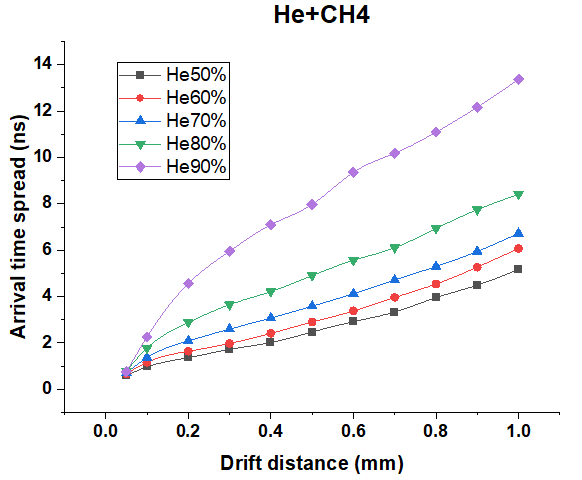 He+CH4
Arrival time spread (ns)
14
12
10
8
6
4
2
0
He50%
He60%
He70%
He80%
He90%
0.0 0.2 0.4 0.6 0.8 1.0
Drift distance (mm)